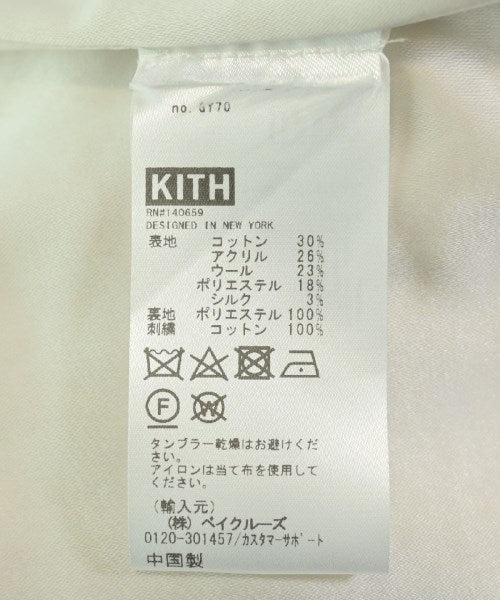 no. GY70
KITH
RN#140659
DESIGNED IN NEW YORK
表地 コットン 30%
アクリル 26%
ウール 23%
ポリエステル 18%
シルク 3%
裏地 ポリエステル 100%
刺繍 コットン 100%
F W
タンブラー乾燥はお避けくだ
さい。
アイロンは当て布を使用して
ください。
(輸入元)
(株) ベイクルーズ
0120-301457/カスタマーサポート
中国製